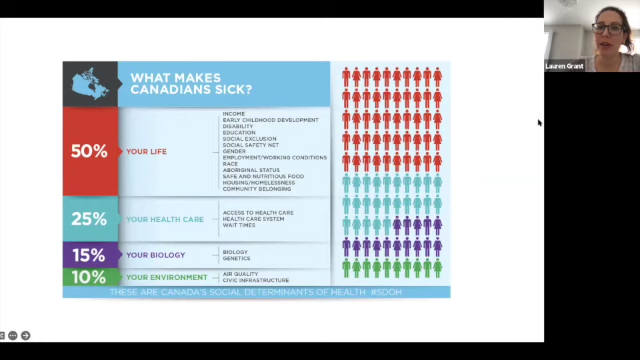 Lauren Grant
WHAT MAKES
CANADIANS SICK?
50%
YOUR LIFE
INCOME
EARLY CHILDHOOD DEVELOPMENT
DISABILITY
EDUCATION
SOCIAL EXCLUSION
SOCIAL SAFETY NET
GENDER
EMPLOYMENT/WORKING CONDITIONS
RACE
ABORIGINAL STATUS
SAFE AND NUTRITIOUS FOOD
HOUSING/HOMELESSNESS
COMMUNITY BELONGING
25%
YOUR HEALTH CARE
ACCESS TO HEALTH CARE
HEALTH CARE SYSTEM
WAIT TIMES
15%
YOUR BIOLOGY
BIOLOGY
GENETICS
10%
YOUR ENVIRONMENT
AIR QUALITY
CIVIC INFRASTRUCTURE
THESE ARE CANADA'S SOCIAL DETERMINANTS OF HEALTH #SDOH